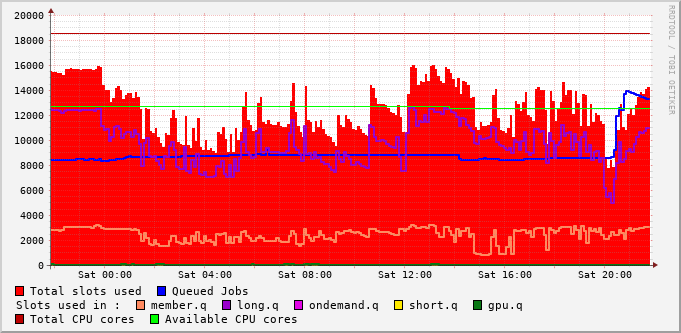 20000
18000
16000
14000
12000
10000
8000
6000
4000
2000
0
Sat 00:00 Sat 04:00 Sat 08:00 Sat 12:00 Sat 16:00 Sat 20:00
RRDTOOL / TOBI OETIKER
Total slots used Queued Jobs
Slots used in : member.q long.q ondemand.q short.q gpu.q
Total CPU cores Available CPU cores